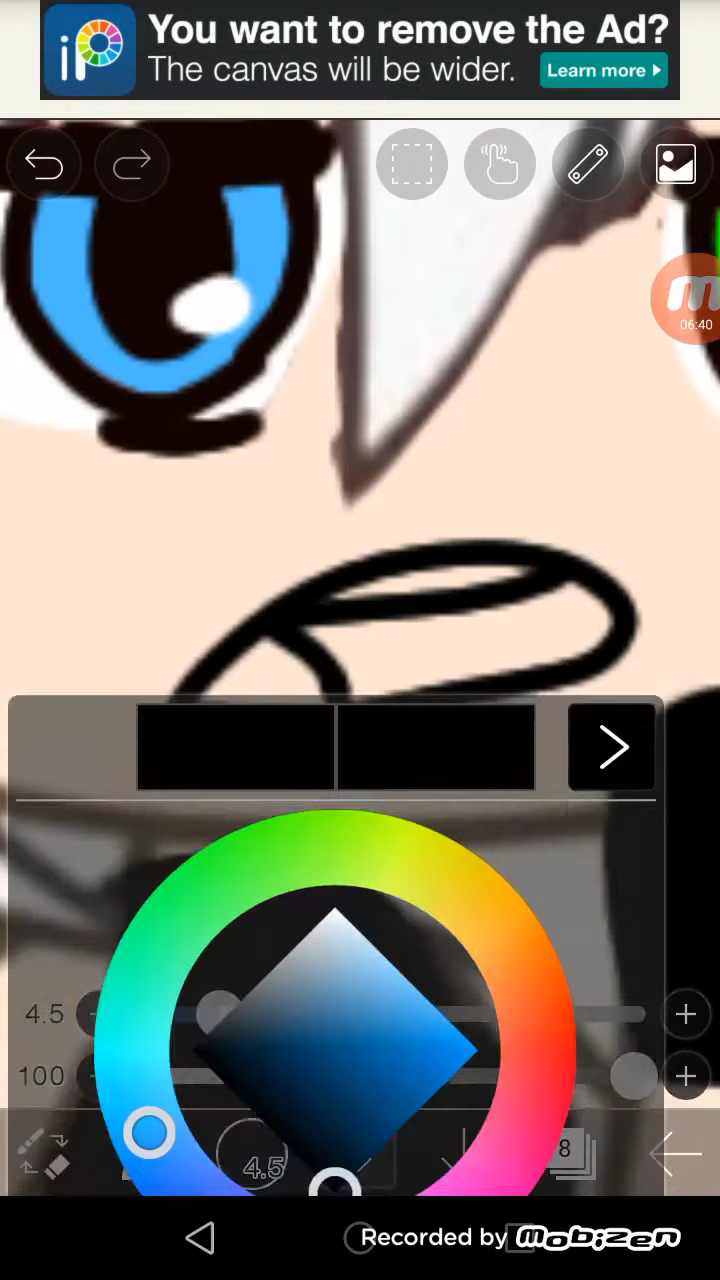 iP
You want to remove the Ad?
The canvas will be wider.
Learn more
06:40
4.5
100
4.5
8
Recorded by mobizen